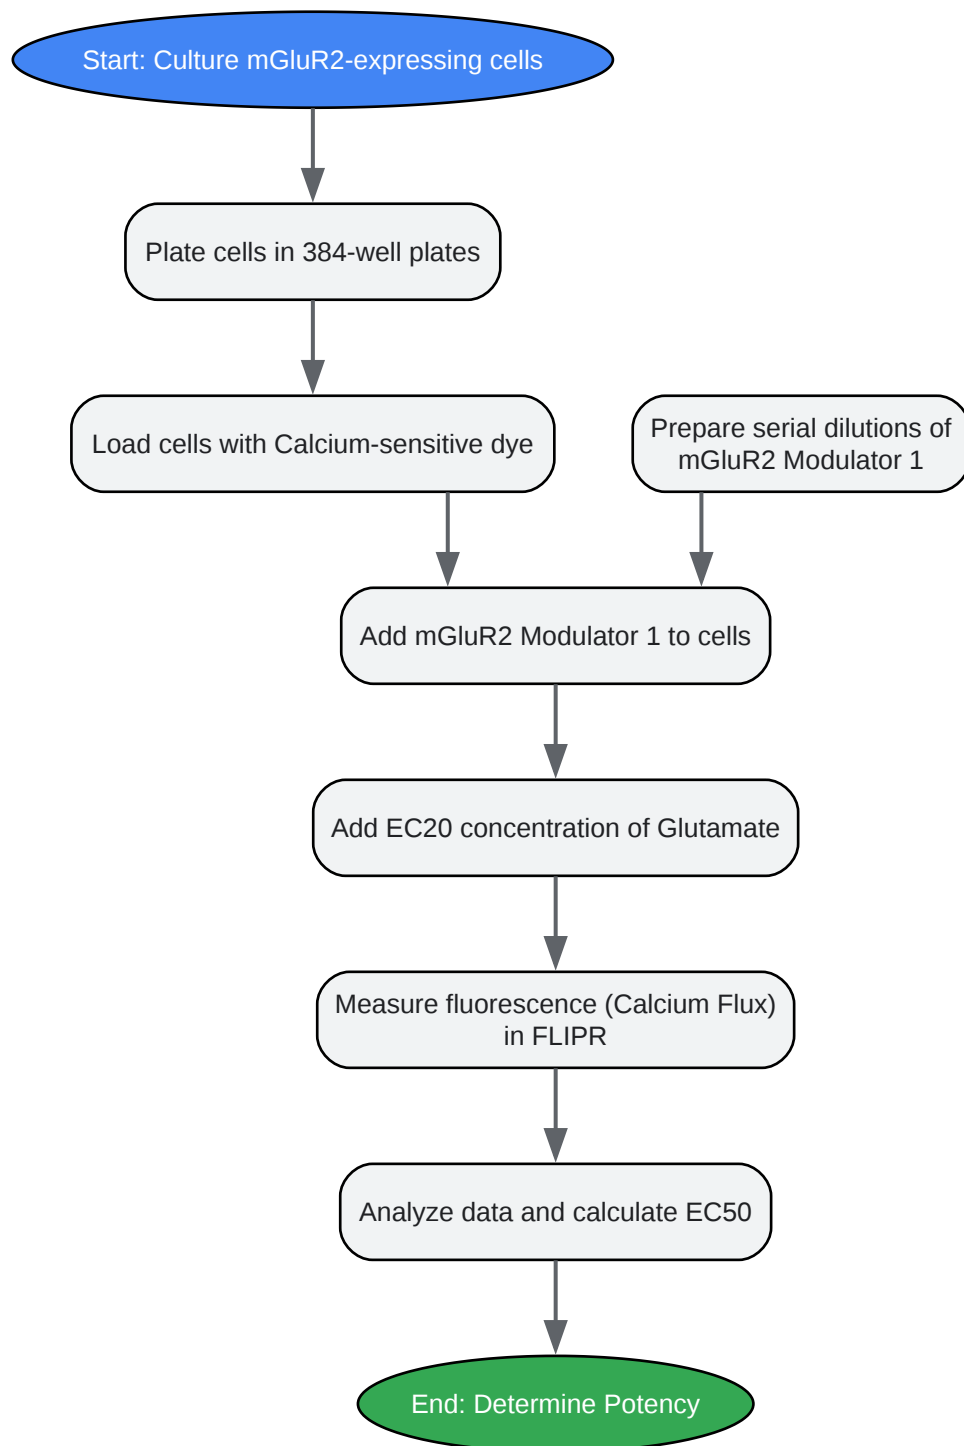 Start: Culture mGluR2-expressing cells
Plate cells in 384-well plates
Load cells with Calcium-sensitive dye
Prepare serial dilutions of
mGluR2 Modulator 1
Add mGluR2 Modulator 1 to cells
Add EC20 concentration of Glutamate
Measure fluorescence (Calcium Flux)
in FLIPR
Analyze data and calculate EC50
End: Determine Potency